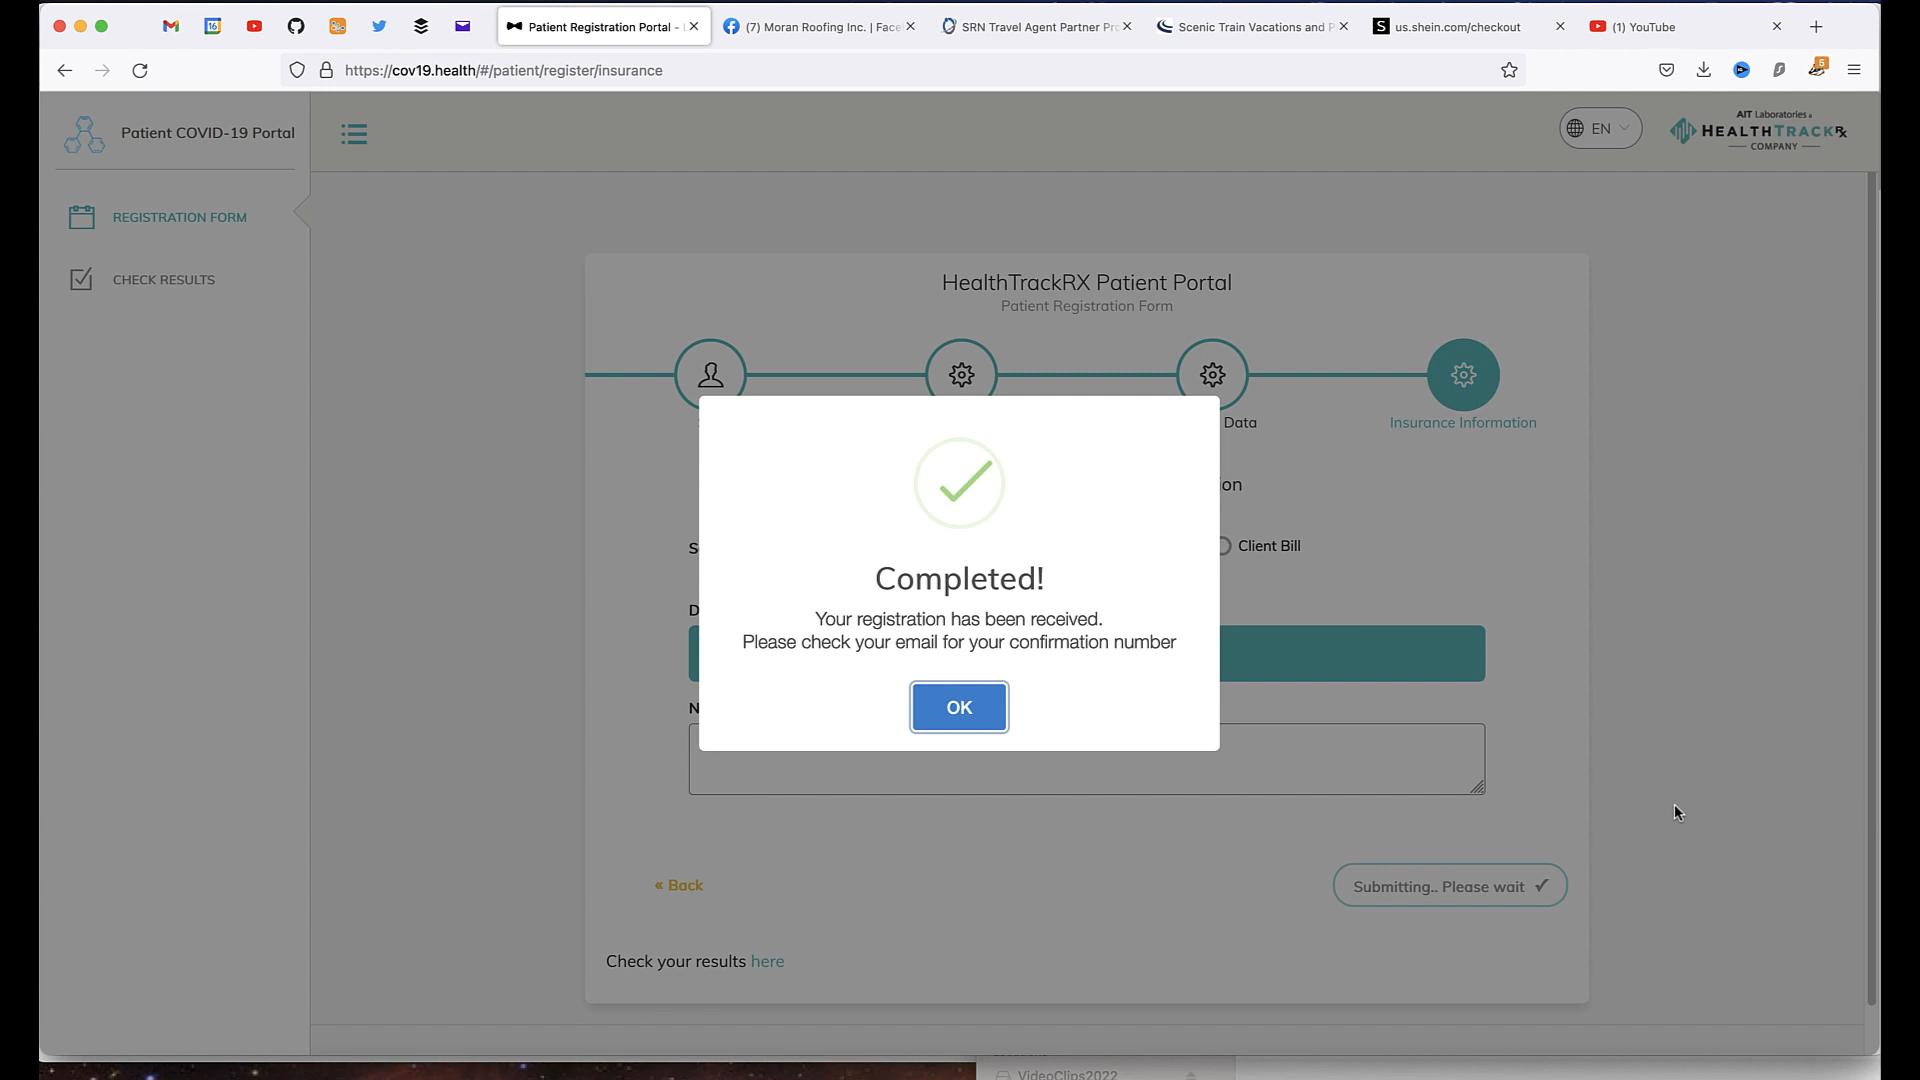 Patient Registration Portal -
(7) Moran Roofing Inc. | Face
SRN Travel Agent Partner Pr
Scenic Train Vacations and
us.shein.com/checkout
(1) YouTube
16
https://cov19.health/#/patient/register/insurance
5
Patient COVID-19 Portal
EN
AIT Laboratories a
HEALTHTRACKRx
COMPANY
REGISTRATION FORM
CHECK RESULTS
HealthTrackRX Patient Portal
Patient Registration Form
Data
Insurance Information
on
S
Client Bill
D
N
Completed!
Your registration has been received.
Please check your email for your confirmation number
OK
« Back
Submitting.. Please wait
Check your results here
VideoClips2022